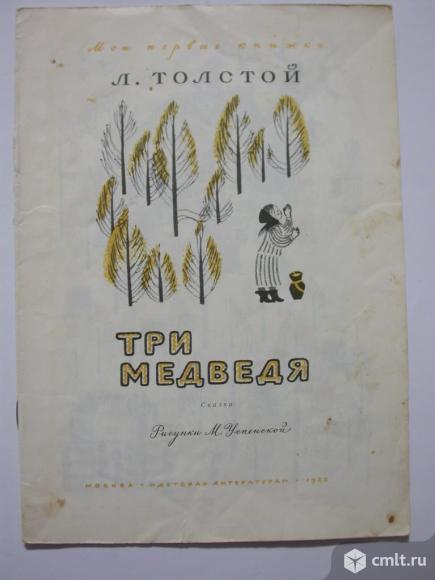 Мои первые книжки
Л. ТОЛСТОЙ
ТРИ
МЕДВЕДЯ
Сказка
Рисунки М. Успенской
МОСКВА • «ДЕТСКАЯ ЛИТЕРАТУРА» •
cmlt.ru